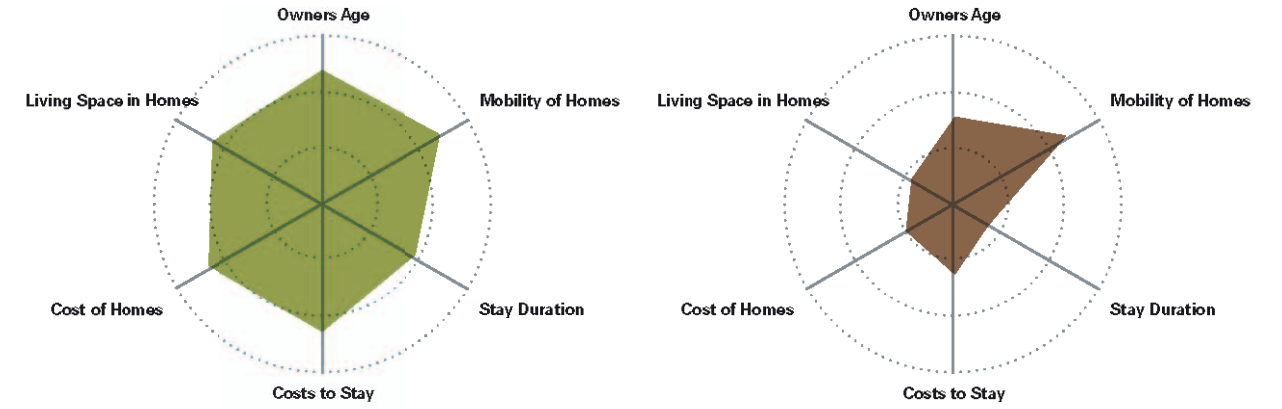 Owners Age
Living Space in Homes
Mobility of Homes
Cost of Homes
Stay Duration
Costs to Stay
Owners Age
Living Space in Homes
Mobility of Homes
Cost of Homes
Stay Duration
Costs to Stay